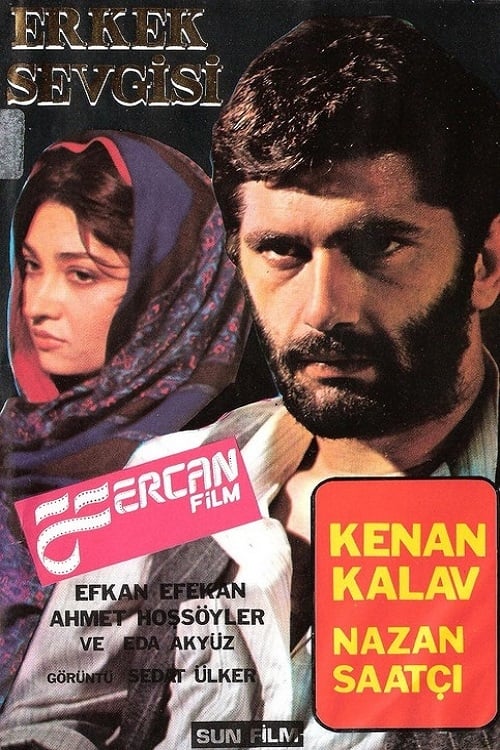 ERKEK
SEVGİSİ
ERCAN
FİLM
EFKAN EFEKAN
AHMET HOŞSÖYLER
VE EDA AKYÜZ
GÖRÜNTÜ SEDAT ÜLKER
KENAN
KALAV
NAZAN
SAATÇI
SUN FİLM